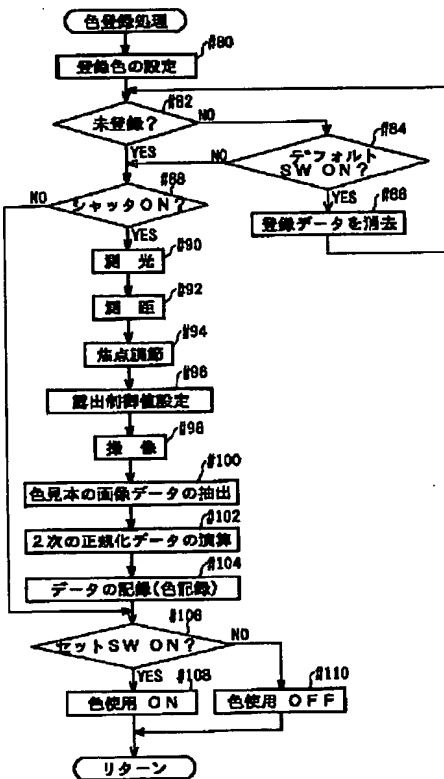 色登録処理
#80
登録色の設定
#82
未登録?
NO
#84
YES
デフォルト
SW ON?
NO
#88
YES
#86
シャッタON?
NO
登録データを消去
YES
#90
測 光
#92
測 距
#94
焦点調節
#96
露出制御値設定
#98
撮 像
#100
色見本の画像データの抽出
#102
2次の正規化データの演算
#104
データの記録(色記録)
#106
セットSW ON?
NO
YES
#108
#110
色使用 ON
色使用 OFF
リターン